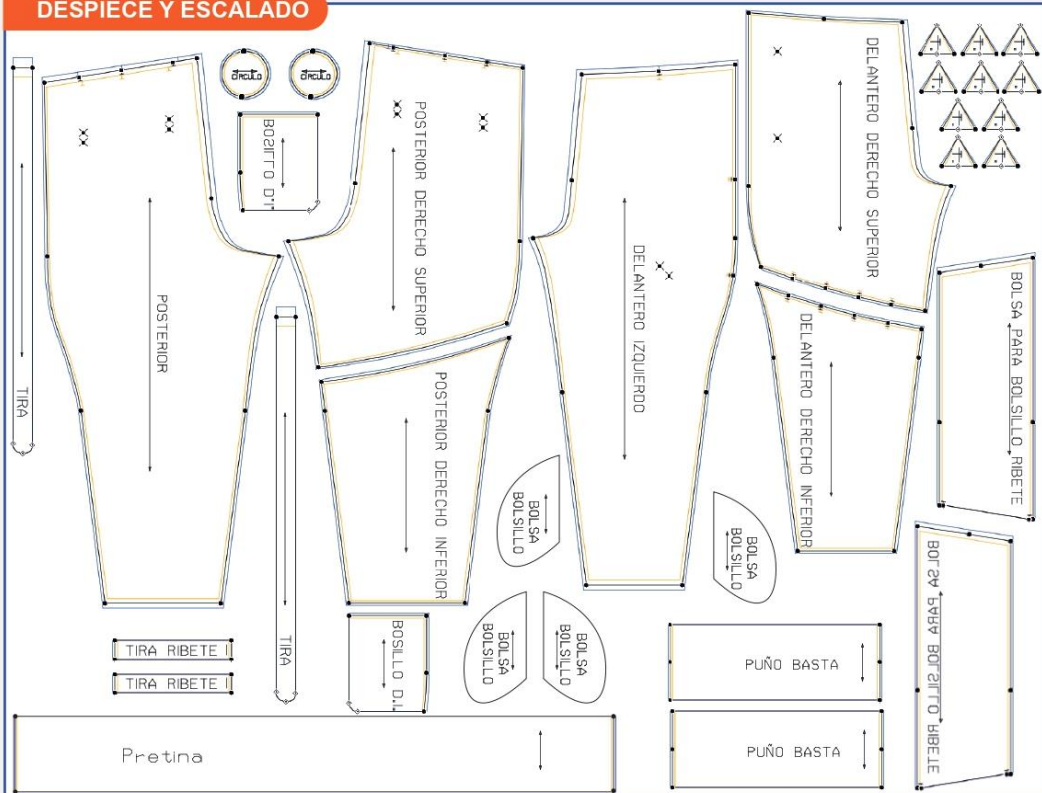 DESPIECE Y ESCALADO
CIRCULO
CIRCULO
TIRA
POSTERIOR
BOSILLO D.I.
POSTERIOR DERECHO SUPERIOR
DELANTERO IZQUIERDO
DELANTERO DERECHO SUPERIOR
T
T
T
T
T
T
T
T
T
T
BOLSA PARA BOLSILLO RIBETE
TIRA
POSTERIOR DERECHO INFERIOR
DELANTERO DERECHO INFERIOR
BOLSA
BOLSILLO
BOLSA
BOLSILLO
TIRA RIBETE I
TIRA RIBETE I
BOSILLO D.I.
BOLSA
BOLSILLO
BOLSA
BOLSILLO
PUÑO BASTA
BOLSA PARA BOLSILLO RIBETE
Pretina
PUÑO BASTA